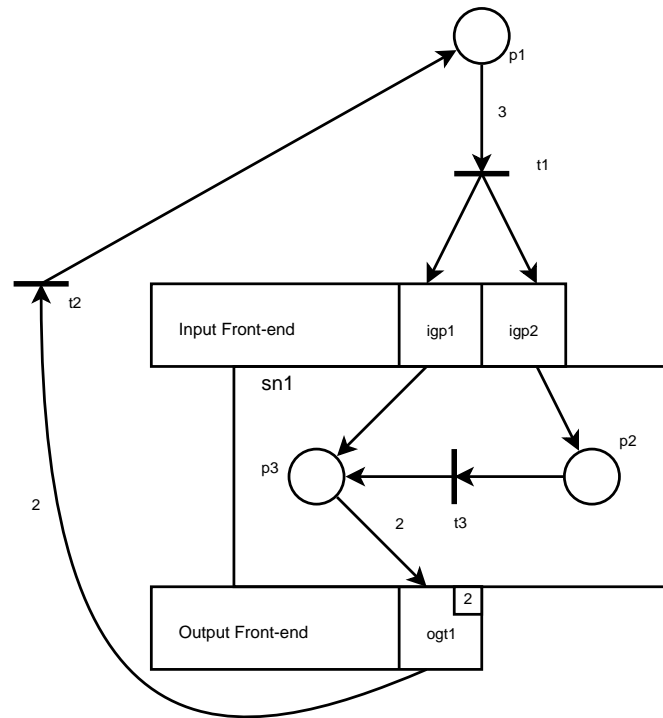 p1
3
t1
t2
Input Front-end
igp1
igp2
sn1
p3
p2
t3
2
2
2
Output Front-end
ogt1